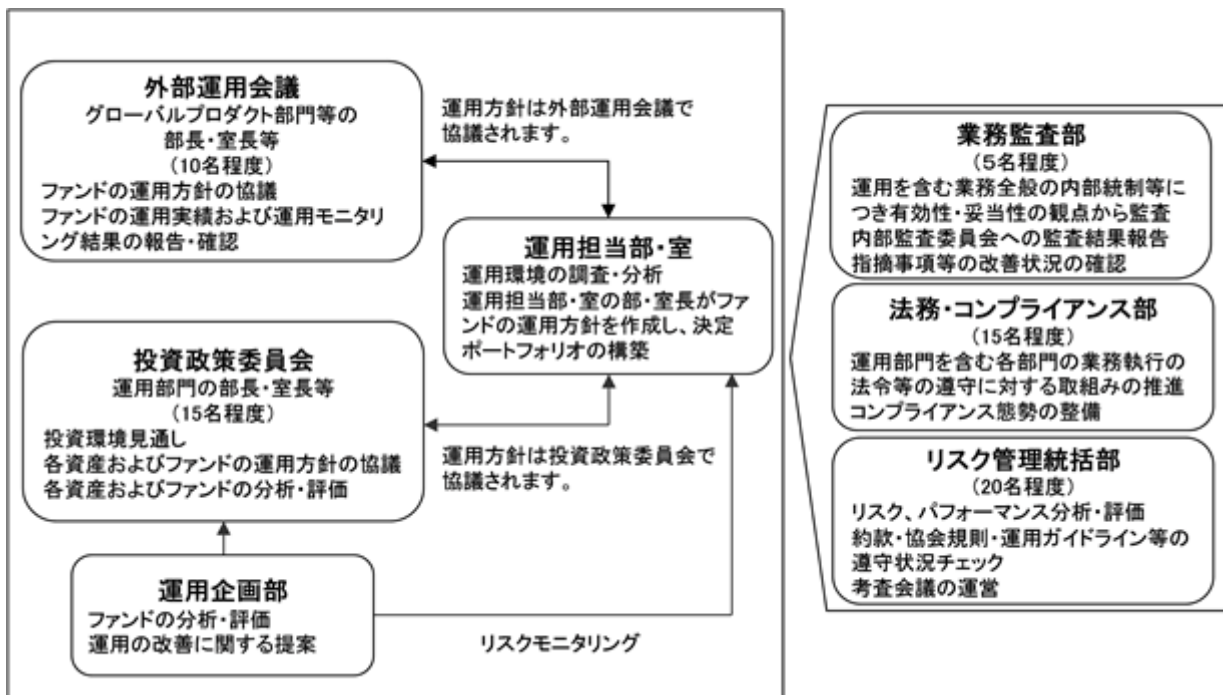 外部運用会議
グローバルプロダクト部門等の
部長・室長等
(10名程度)
ファンドの運用方針の協議
ファンドの運用実績および運用モニタリ
ング結果の報告・確認
運用方針は外部運用会議で
協議されます。
運用担当部・室
運用環境の調査・分析
運用担当部・室の部・室長がファ
ンドの運用方針を作成し、決定
ポートフォリオの構築
投資政策委員会
運用部門の部長・室長等
(15名程度)
投資環境見通し
各資産およびファンドの運用方針の協議
各資産およびファンドの分析・評価
運用方針は投資政策委員会で
協議されます。
運用企画部
ファンドの分析・評価
運用の改善に関する提案
リスクモニタリング
業務監査部
(5名程度)
運用を含む業務全般の内部統制等に
つき有効性・妥当性の観点から監査
内部監査委員会への監査結果報告
指摘事項等の改善状況の確認
法務・コンプライアンス部
(15名程度)
運用部門を含む各部門の業務執行の
法令等の遵守に対する取組みの推進
コンプライアンス態勢の整備
リスク管理統括部
(20名程度)
リスク、パフォーマンス分析・評価
約款・協会規則・運用ガイドライン等の
遵守状況チェック
考査会議の運営